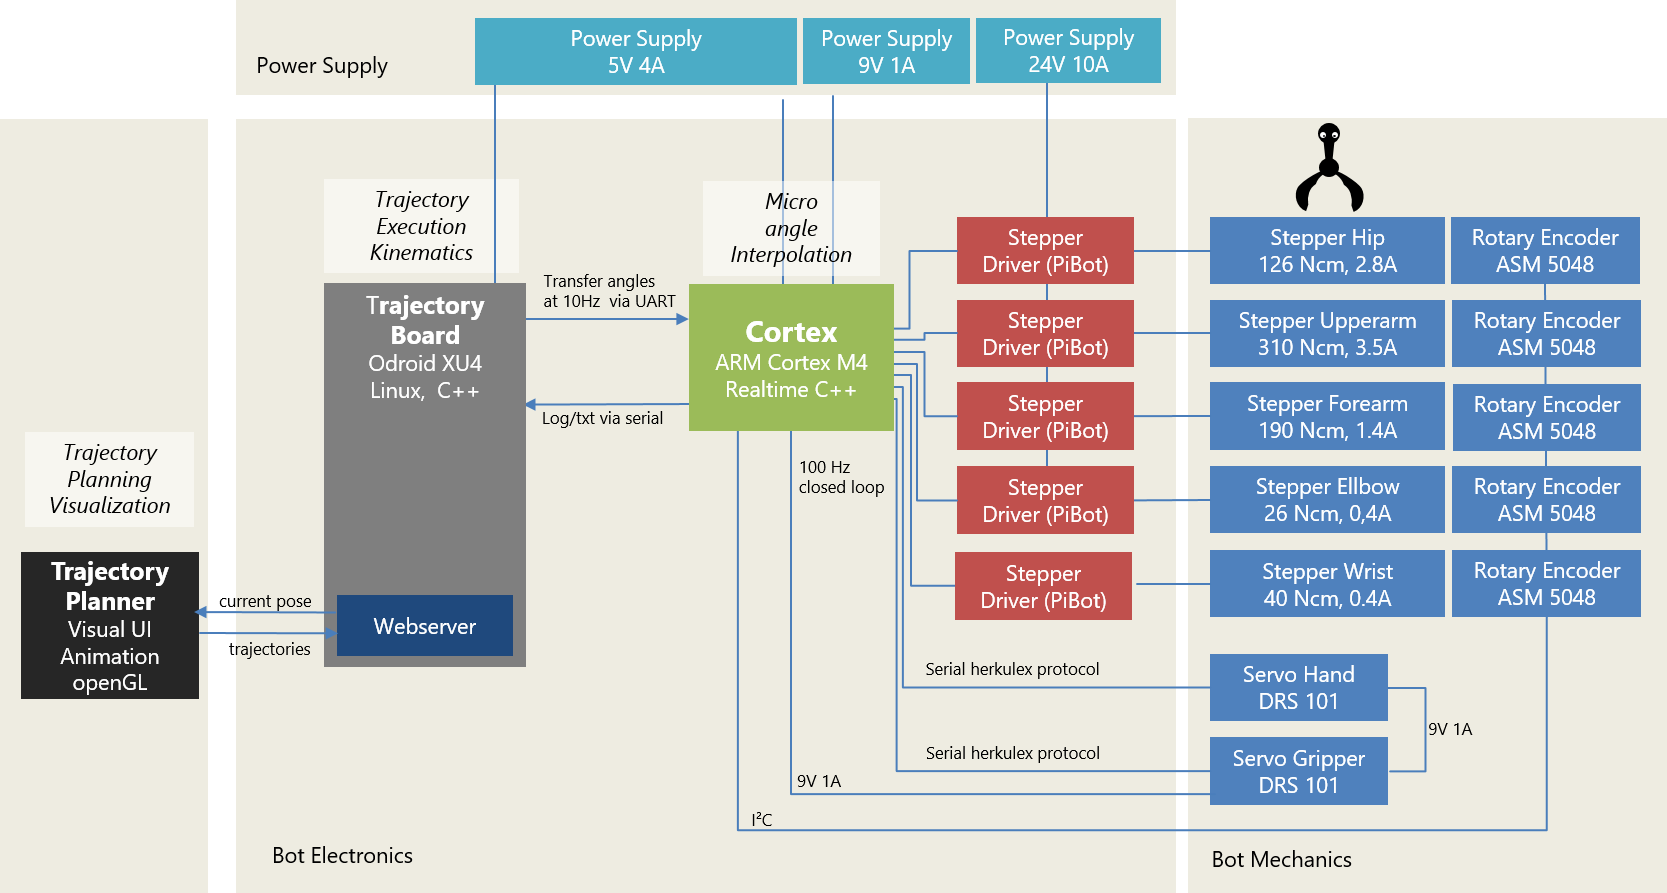 Power Supply
Power Supply
5V 4A
Power Supply
9V 1A
Power Supply
24V 10A
Trajectory
Execution
Kinematics
Micro
angle
Interpolation
Trajectory
Board
Odroid XU4
Linux, C++
Transfer angles
at 10Hz via UART
Cortex
ARM Cortex M4
Realtime C++
Log/txt via serial
100 Hz
closed loop
Stepper
Driver (PiBot)
Stepper
Driver (PiBot)
Stepper
Driver (PiBot)
Stepper
Driver (PiBot)
Stepper
Driver (PiBot)
Stepper Hip
126 Ncm, 2.8A
Rotary Encoder
ASM 5048
Stepper Upperarm
310 Ncm, 3.5A
Rotary Encoder
ASM 5048
Stepper Forearm
190 Ncm, 1.4A
Rotary Encoder
ASM 5048
Stepper Ellbow
26 Ncm, 0,4A
Rotary Encoder
ASM 5048
Stepper Wrist
40 Ncm, 0.4A
Rotary Encoder
ASM 5048
Trajectory
Planning
Visualization
Trajectory
Planner
Visual UI
Animation
openGL
current pose
trajectories
Webserver
Serial herkulex protocol
Servo Hand
DRS 101
9V 1A
Serial herkulex protocol
Servo Gripper
DRS 101
9V 1A
I²C
Bot Electronics
Bot Mechanics